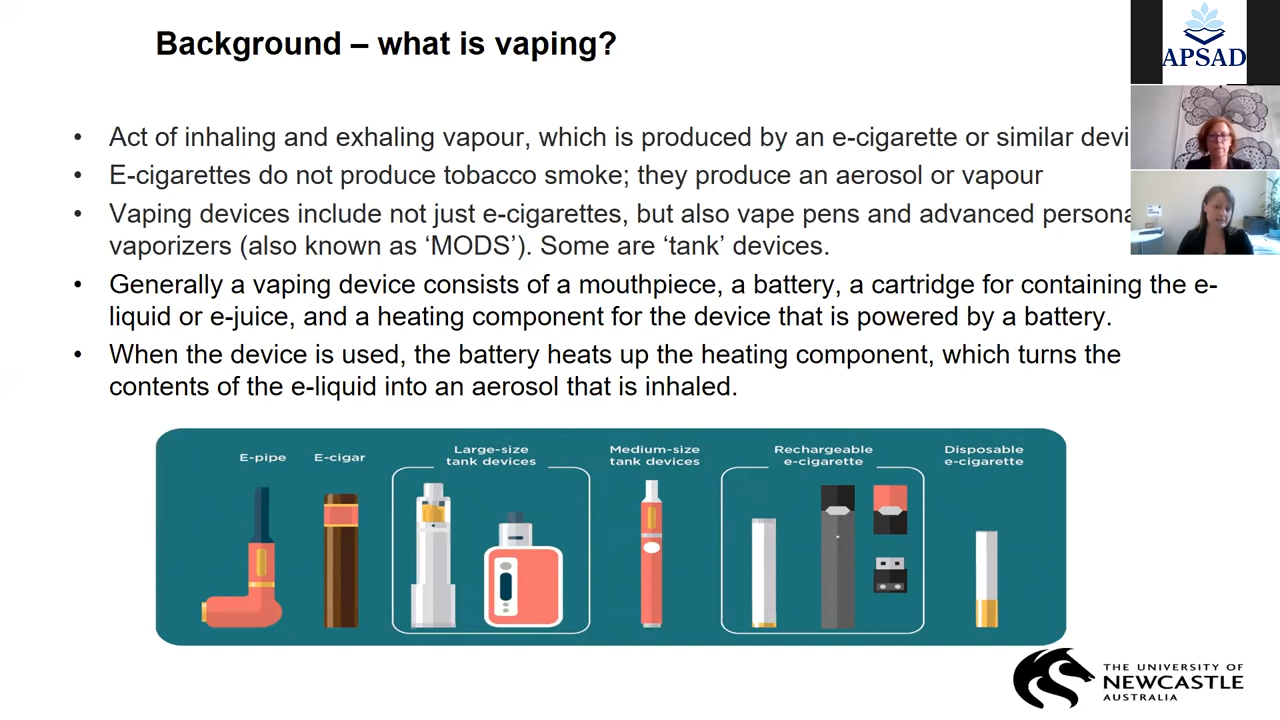 Background – what is vaping?
APSAD
• Act of inhaling and exhaling vapour, which is produced by an e-cigarette or similar devi
• E-cigarettes do not produce tobacco smoke; they produce an aerosol or vapour
• Vaping devices include not just e-cigarettes, but also vape pens and advanced persona
vaporizers (also known as ‘MODS’). Some are ‘tank’ devices.
• Generally a vaping device consists of a mouthpiece, a battery, a cartridge for containing the e-
liquid or e-juice, and a heating component for the device that is powered by a battery.
• When the device is used, the battery heats up the heating component, which turns the
contents of the e-liquid into an aerosol that is inhaled.
E-pipe
E-cigar
Large-size
tank devices
Medium-size
tank devices
Rechargeable
e-cigarette
Disposable
e-cigarette
THE UNIVERSITY OF
NEWCASTLE
AUSTRALIA